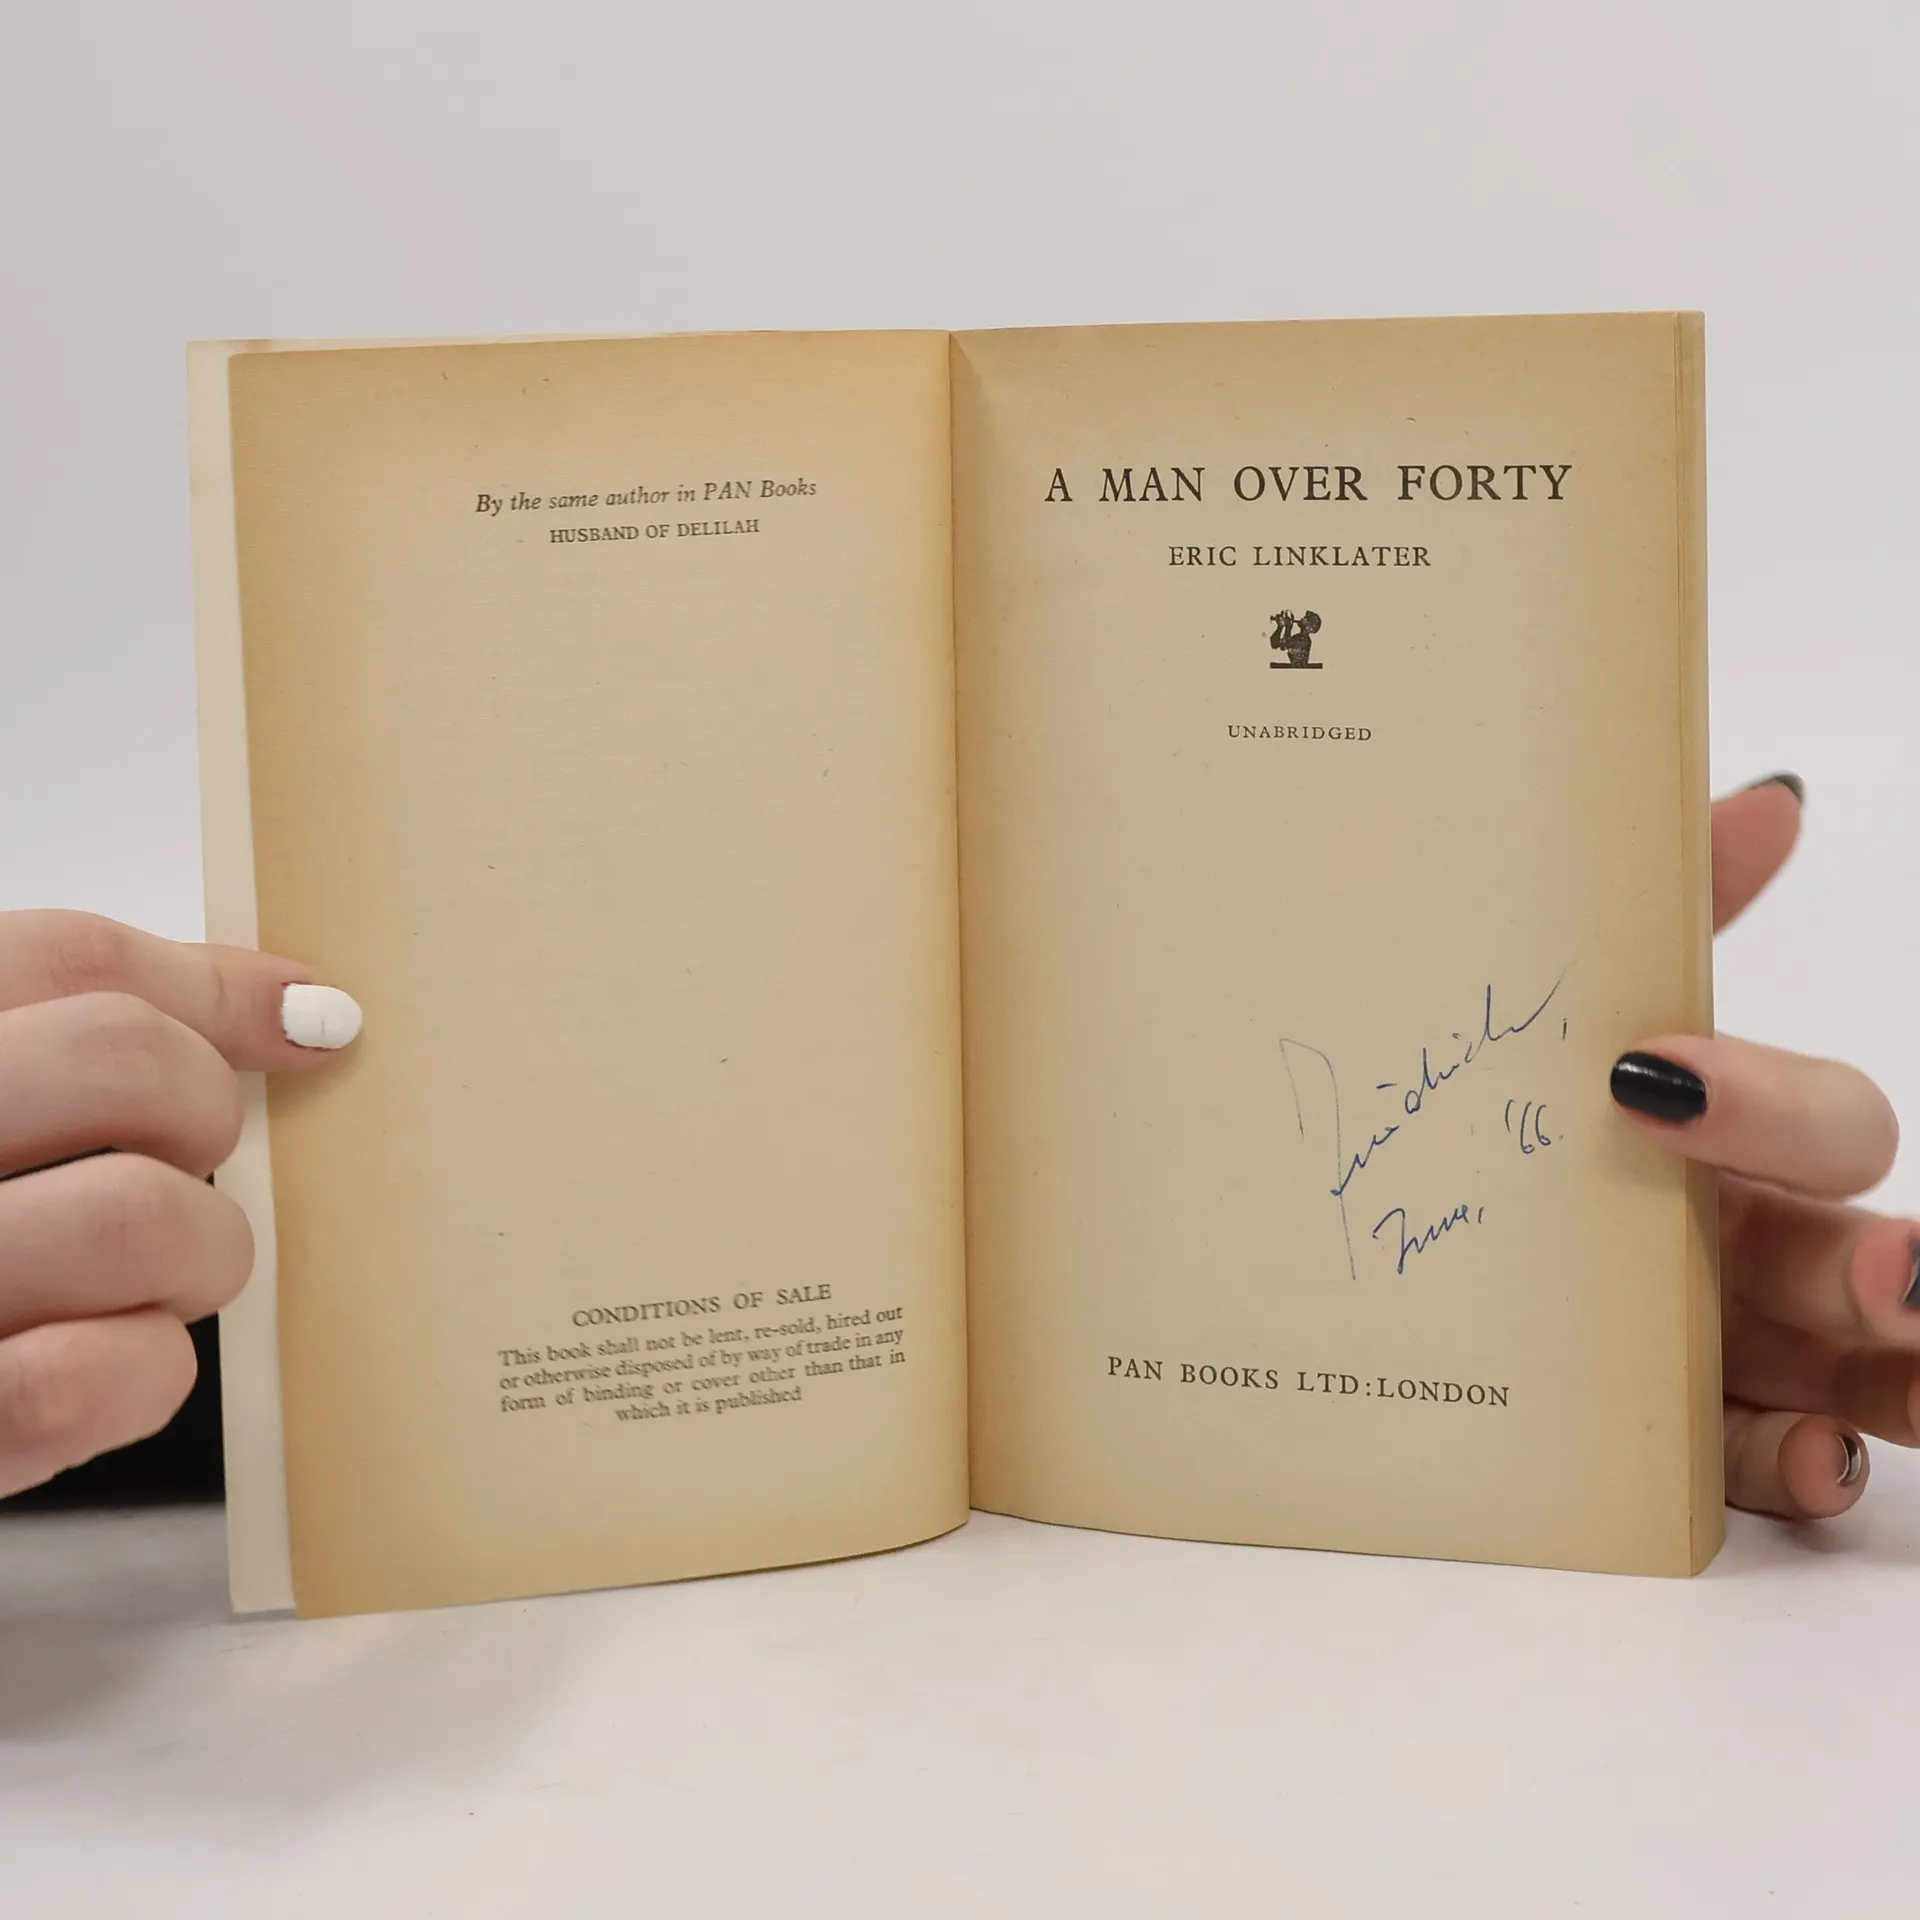 By the same author in PAN Books
HUSBAND OF DELILAH
CONDITIONS OF SALE
This book shall not be lent, re-sold, hired out
or otherwise disposed of by way of trade in any
form of binding or cover other than that in
which it is published
A MAN OVER FORTY
ERIC LINKLATER
UNABRIDGED
'66.
June,
PAN BOOKS LTD:LONDON